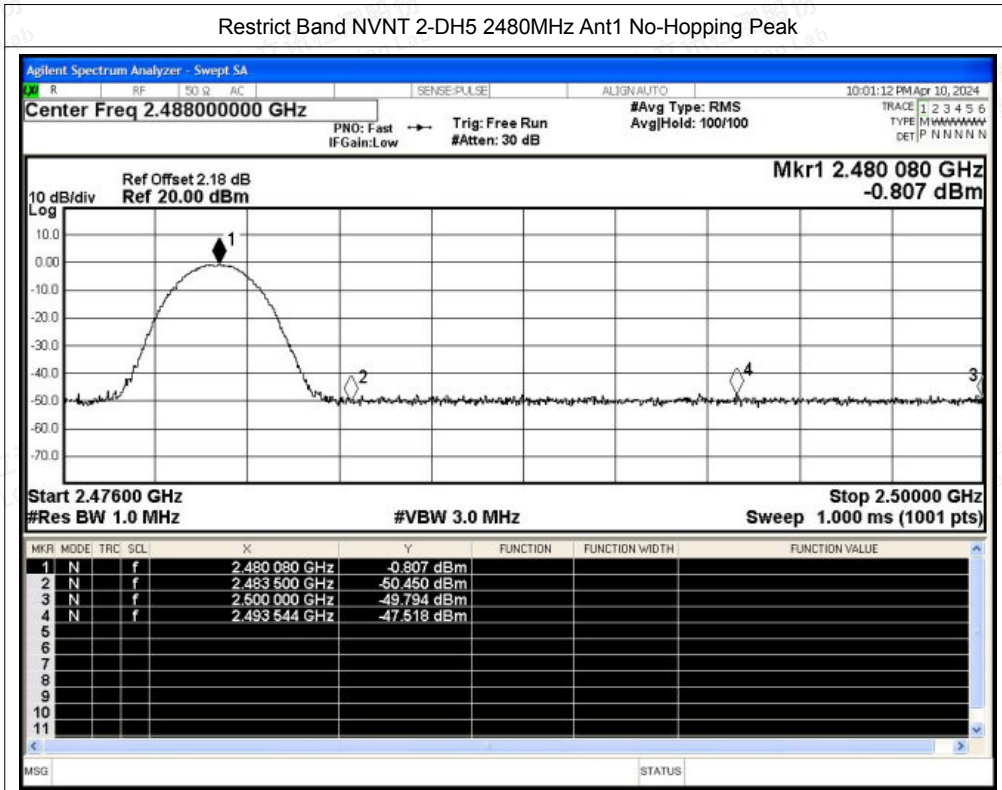 Restrict Band NVNT 2-DH5 2480MHz Ant1 No-Hopping Peak
Agilent Spectrum Analyzer - Swept SA
R RF 50 Ω AC SENSE:PULSE ALIGN AUTO 10:01:12 PM Apr 10, 2024
Center Freq 2.488000000 GHz #Avg Type: RMS TRACE 1 2 3 4 5 6
PNO: Fast Trig: Free Run Avg|Hold: 100/100 TYPE M
IFGain:Low #Atten: 30 dB DET P N N N N N
Mkr1 2.480 080 GHz
Ref Offset 2.18 dB -0.807 dBm
10 dB/div Ref 20.00 dBm
Log
10.0
1
0.00
-10.0
-20.0
-30.0
-40.0
2 4 3
-50.0
-60.0
-70.0
Start 2.47600 GHz Stop 2.50000 GHz
#Res BW 1.0 MHz #VBW 3.0 MHz Sweep 1.000 ms (1001 pts)
MKR MODE TRC SCL X Y FUNCTION FUNCTION WIDTH FUNCTION VALUE
1 N f 2.480 080 GHz -0.807 dBm
2 N f 2.483 500 GHz -50.450 dBm
3 N f 2.500 000 GHz -49.794 dBm
4 N f 2.493 544 GHz -47.518 dBm
5
6
7
8
9
10
11
MSG STATUS